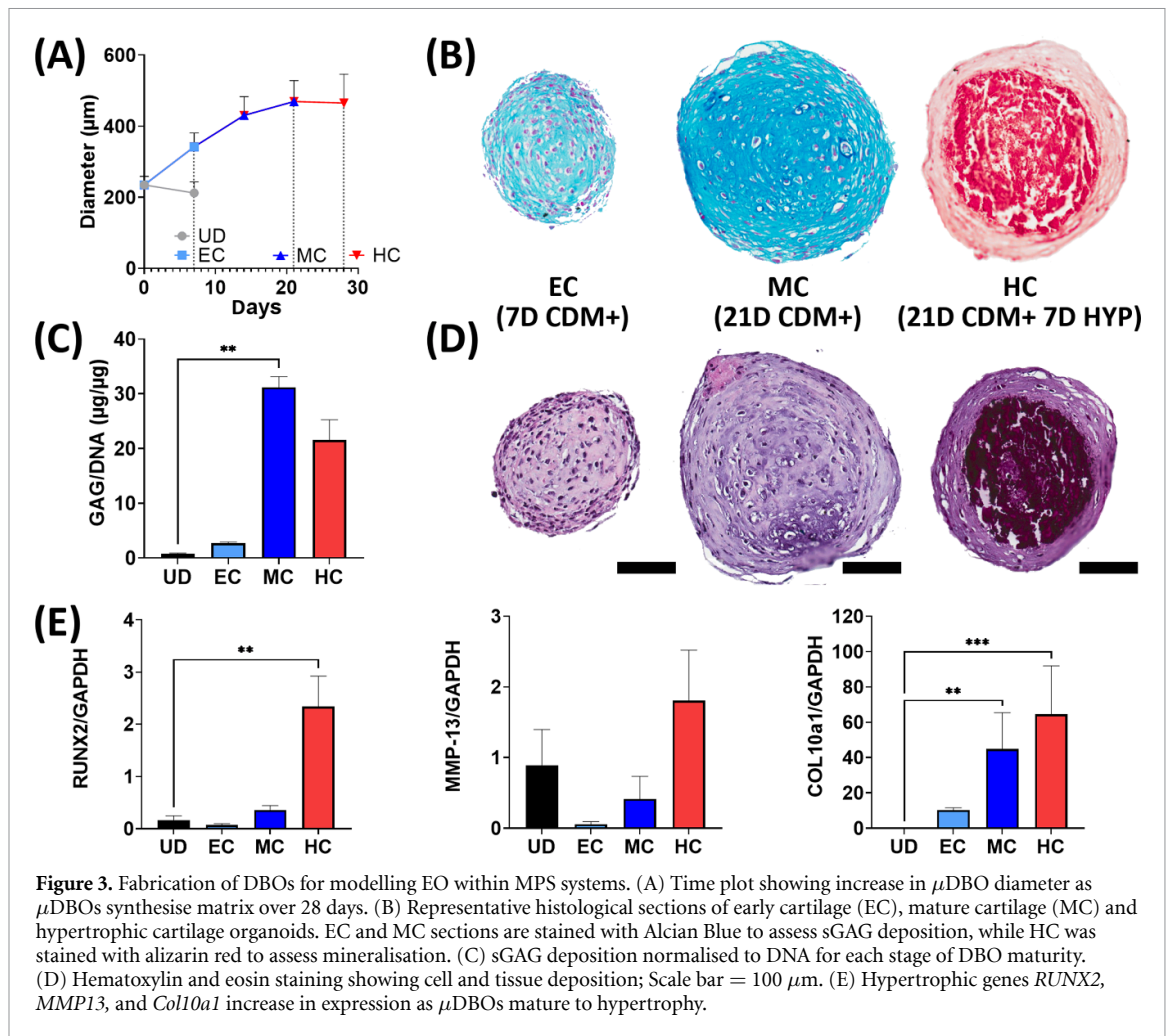 (A)
600
400
200
0
Diameter (µm)
UD
EC
MC
HC
0
10
20
30
Days
(B)
EC
(7D CDM+)
MC
(21D CDM+)
HC
(21D CDM+ 7D HYP)
(C)
40
30
20
10
0
GAG/DNA (µg/µg)
**
UD
EC
MC
HC
(D)
(E)
4
3
2
1
0
RUNX2/GAPDH
**
UD
EC
MC
HC
3
2
1
0
MMP-13/GAPDH
UD
EC
MC
HC
120
100
80
60
40
20
0
COL10a1/GAPDH
***
**
UD
EC
MC
HC
Figure 3. Fabrication of DBOs for modelling EO within MPS systems. (A) Time plot showing increase in µDBO diameter as
µDBOs synthesise matrix over 28 days. (B) Representative histological sections of early cartilage (EC), mature cartilage (MC) and
hypertrophic cartilage organoids. EC and MC sections are stained with Alcian Blue to assess sGAG deposition, while HC was
stained with alizarin red to assess mineralisation. (C) sGAG deposition normalised to DNA for each stage of DBO maturity.
(D) Hematoxylin and eosin staining showing cell and tissue deposition; Scale bar = 100 µm. (E) Hypertrophic genes RUNX2,
MMP13, and Col10a1 increase in expression as µDBOs mature to hypertrophy.